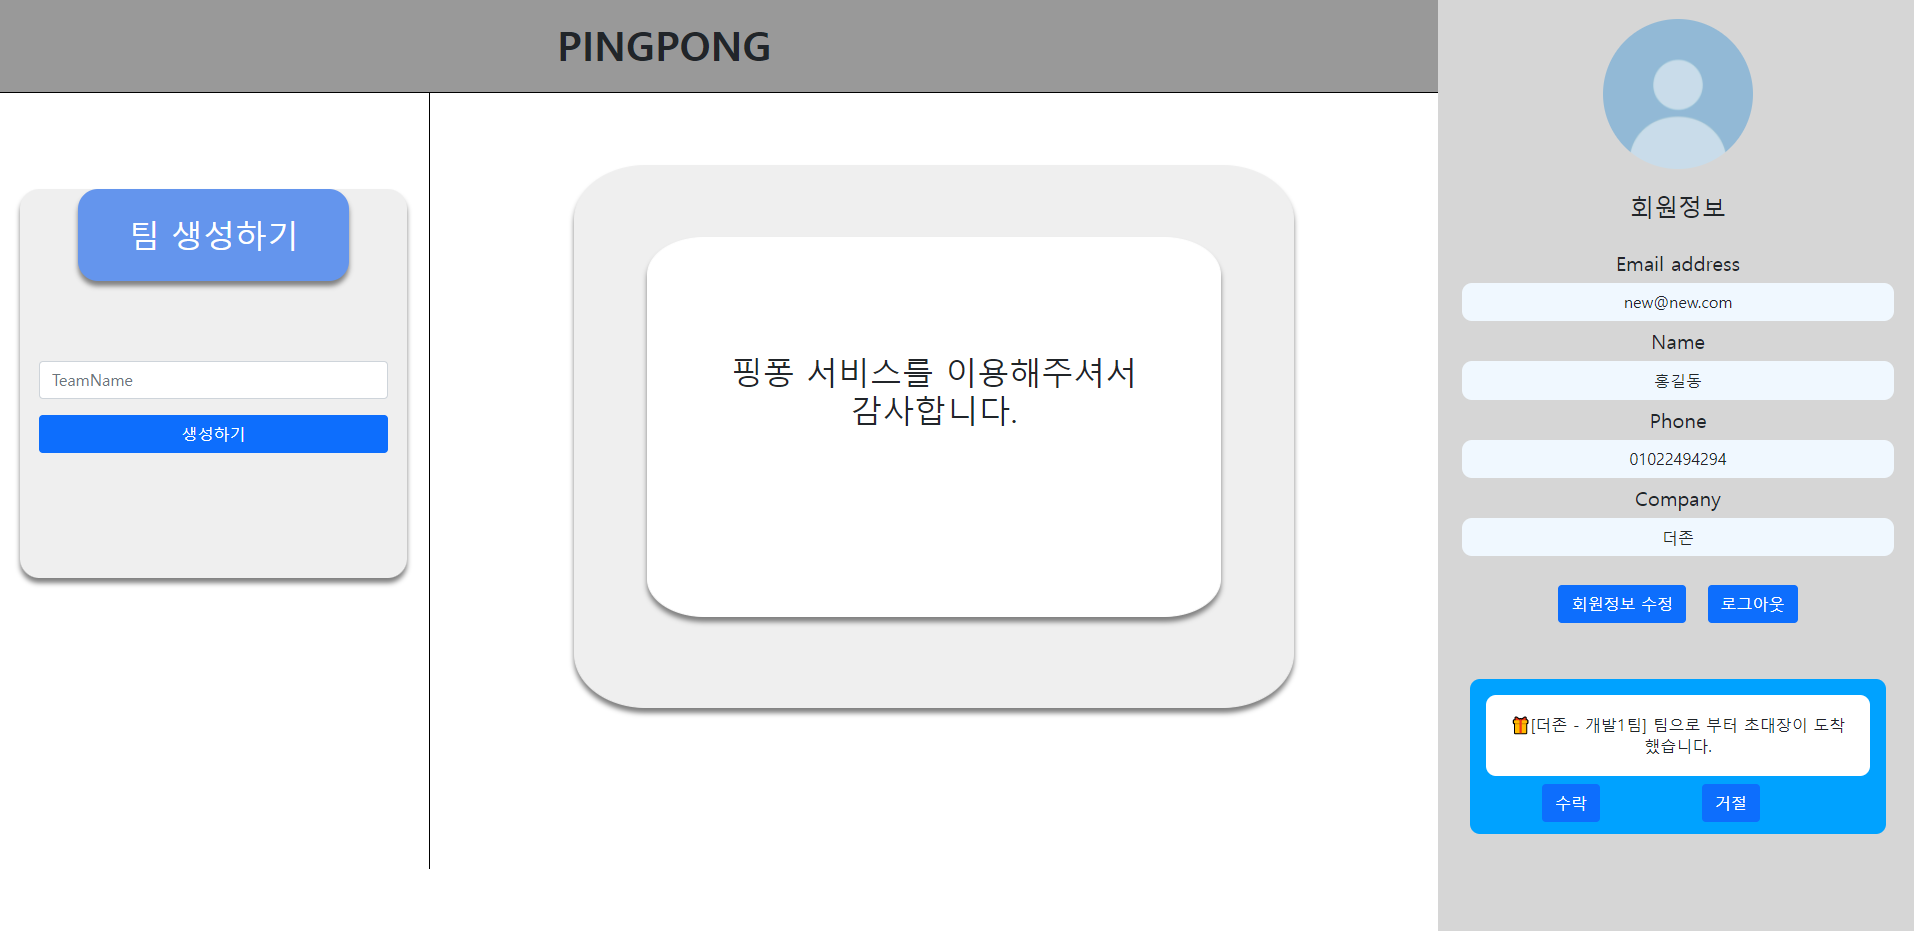 PINGPONG
팀 생성하기
TeamName
생성하기
핑퐁 서비스를 이용해주셔서
감사합니다.
회원정보
Email address
new@new.com
Name
홍길동
Phone
01022494294
Company
더존
회원정보 수정
로그아웃
🎁[더존 - 개발1팀] 팀으로 부터 초대장이 도착
했습니다.
수락
거절